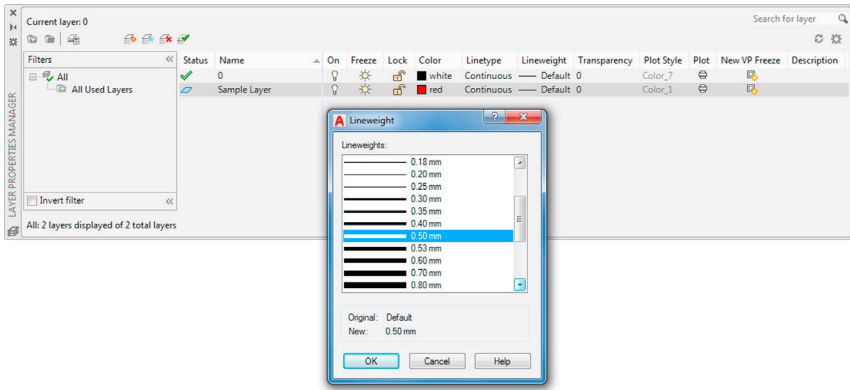 Current layer: 0
Search for layer
Filters
All
All Used Layers
Invert filter
All: 2 layers displayed of 2 total layers
LAYER PROPERTIES MANAGER
Status Name On Freeze Lock Color Linetype Lineweight Transparency Plot Style Plot New VP Freeze Description
0 white Continuous Default 0 Color_7
Sample Layer red Continuous Default 0 Color_1
A Lineweight
Lineweights:
0.18 mm
0.20 mm
0.25 mm
0.30 mm
0.35 mm
0.40 mm
0.50 mm
0.53 mm
0.60 mm
0.70 mm
0.80 mm
Original: Default
New: 0.50 mm
OK Cancel Help